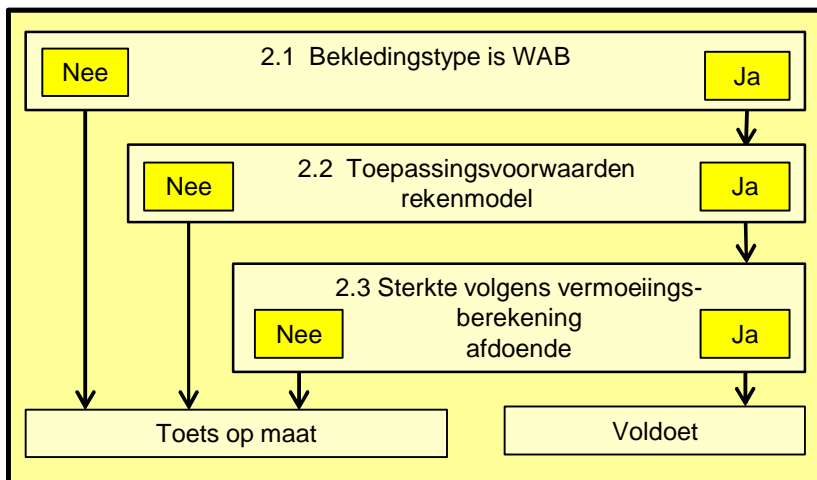 2.1 Bekledingstype is WAB
Nee
Ja
2.2 Toepassingsvoorwaarden
rekenmodel
Nee
Ja
2.3 Sterkte volgens vermoeiings-
berekening
afdoende
Nee
Ja
Toets op maat
Voldoet